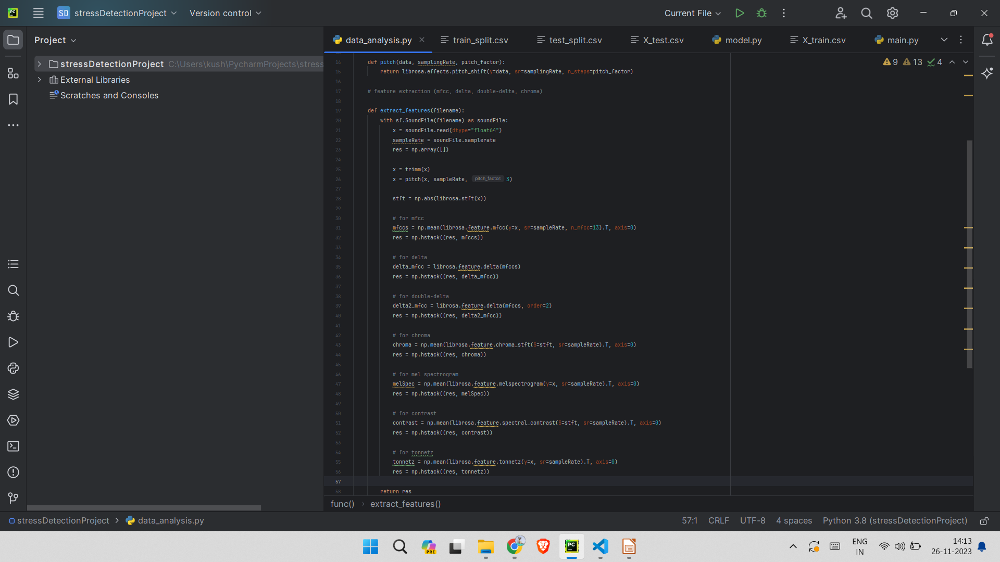 PC
SD stressDetectionProject
Version control
Current File
Project
data_analysis.py
train_split.csv
test_split.csv
X_test.csv
model.py
X_train.csv
main.py
stressDetectionProject C:\Users\kush\PycharmProjects\stress
External Libraries
Scratches and Consoles
9 13 4
14 def pitch(data, samplingRate, pitch_factor):
15 return librosa.effects.pitch_shift(y=data, sr=samplingRate, n_steps=pitch_factor)
16
17 # feature extraction (mfcc, delta, double-delta, chroma)
18
19 def extract_features(filename):
20 with sf.SoundFile(filename) as soundFile:
21 x = soundFile.read(dtype="float64")
22 sampleRate = soundFile.samplerate
23 res = np.array([])
24
25 x = trimm(x)
26 x = pitch(x, sampleRate, pitch_factor: 3)
27
28 stft = np.abs(librosa.stft(x))
29
30 # for mfcc
31 mfccs = np.mean(librosa.feature.mfcc(y=x, sr=sampleRate, n_mfcc=13).T, axis=0)
32 res = np.hstack((res, mfccs))
33
34 # for delta
35 delta_mfcc = librosa.feature.delta(mfccs)
36 res = np.hstack((res, delta_mfcc))
37
38 # for double-delta
39 delta2_mfcc = librosa.feature.delta(mfccs, order=2)
40 res = np.hstack((res, delta2_mfcc))
41
42 # for chroma
43 chroma = np.mean(librosa.feature.chroma_stft(S=stft, sr=sampleRate).T, axis=0)
44 res = np.hstack((res, chroma))
45
46 # for mel spectrogram
47 melSpec = np.mean(librosa.feature.melspectrogram(y=x, sr=sampleRate).T, axis=0)
48 res = np.hstack((res, melSpec))
49
50 # for contrast
51 contrast = np.mean(librosa.feature.spectral_contrast(S=stft, sr=sampleRate).T, axis=0)
52 res = np.hstack((res, contrast))
53
54 # for tonnetz
55 tonnetz = np.mean(librosa.feature.tonnetz(y=x, sr=sampleRate).T, axis=0)
56 res = np.hstack((res, tonnetz))
57
58 return res
func() › extract_features()
stressDetectionProject › data_analysis.py
57:1 CRLF UTF-8 4 spaces Python 3.8 (stressDetectionProject)
PRE
PC
ENG
IN
14:13
26-11-2023